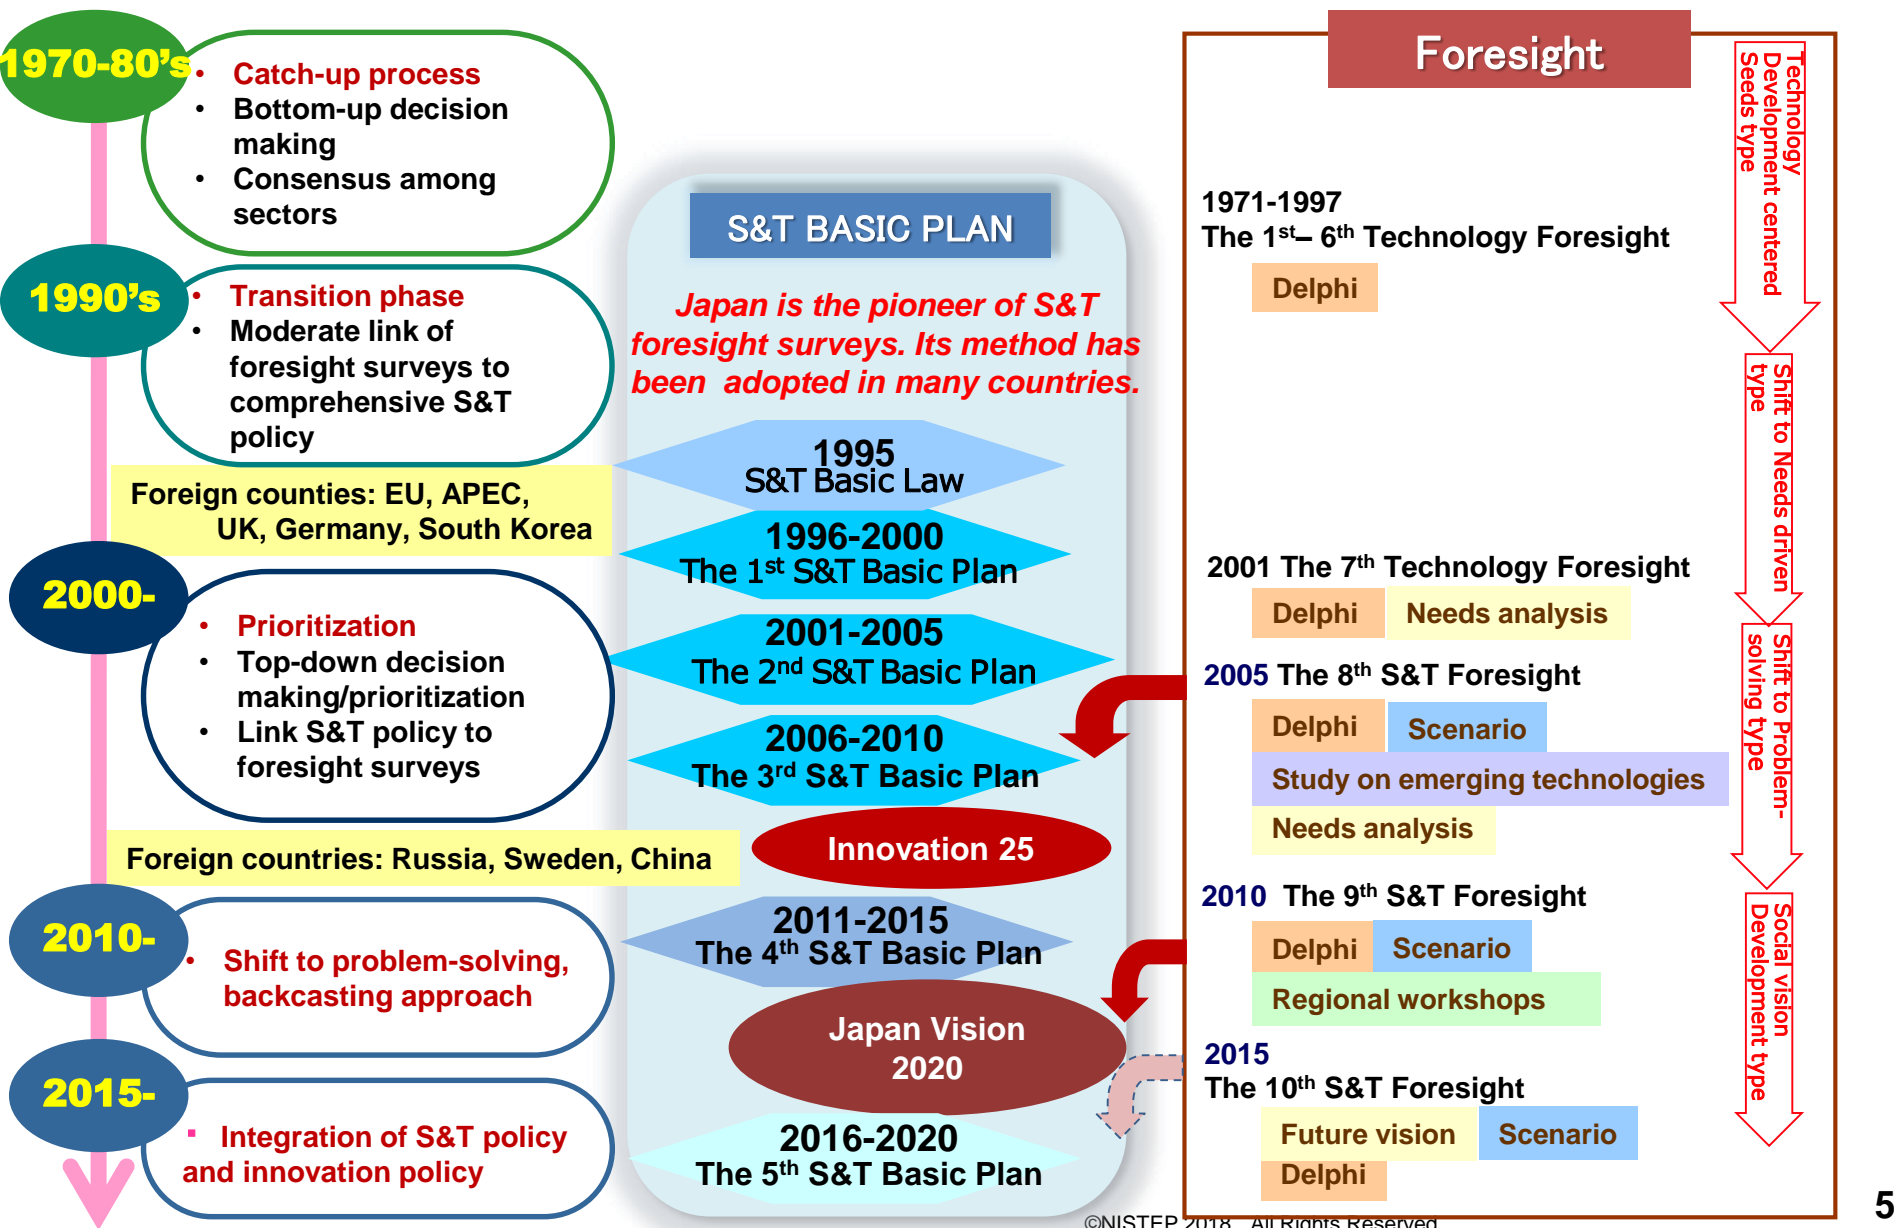 1970-80’s
• Catch-up process
• Bottom-up decision
making
• Consensus among
sectors
1990’s
• Transition phase
• Moderate link of
foresight surveys to
comprehensive S&T
policy
Foreign counties: EU, APEC,
UK, Germany, South Korea
2000-
• Prioritization
• Top-down decision
making/prioritization
• Link S&T policy to
foresight surveys
Foreign countries: Russia, Sweden, China
2010-
• Shift to problem-solving,
backcasting approach
2015-
▪ Integration of S&T policy
and innovation policy
S&T BASIC PLAN
Japan is the pioneer of S&T
foresight surveys. Its method has
been adopted in many countries.
1995
S&T Basic Law
1996-2000
The 1st S&T Basic Plan
2001-2005
The 2nd S&T Basic Plan
2006-2010
The 3rd S&T Basic Plan
Innovation 25
2011-2015
The 4th S&T Basic Plan
Japan Vision
2020
2016-2020
The 5th S&T Basic Plan
Foresight
1971-1997
The 1st– 6th Technology Foresight
Delphi
2001 The 7th Technology Foresight
Delphi Needs analysis
2005 The 8th S&T Foresight
Delphi Scenario
Study on emerging technologies
Needs analysis
2010 The 9th S&T Foresight
Delphi Scenario
Regional workshops
2015
The 10th S&T Foresight
Future vision Scenario
Delphi
Technology
Development centered
Seeds type
Shift to Needs driven
type
Shift to Problem-
solving type
Social vision
Development type
©NISTEP 2018 All Rights Reserved
5